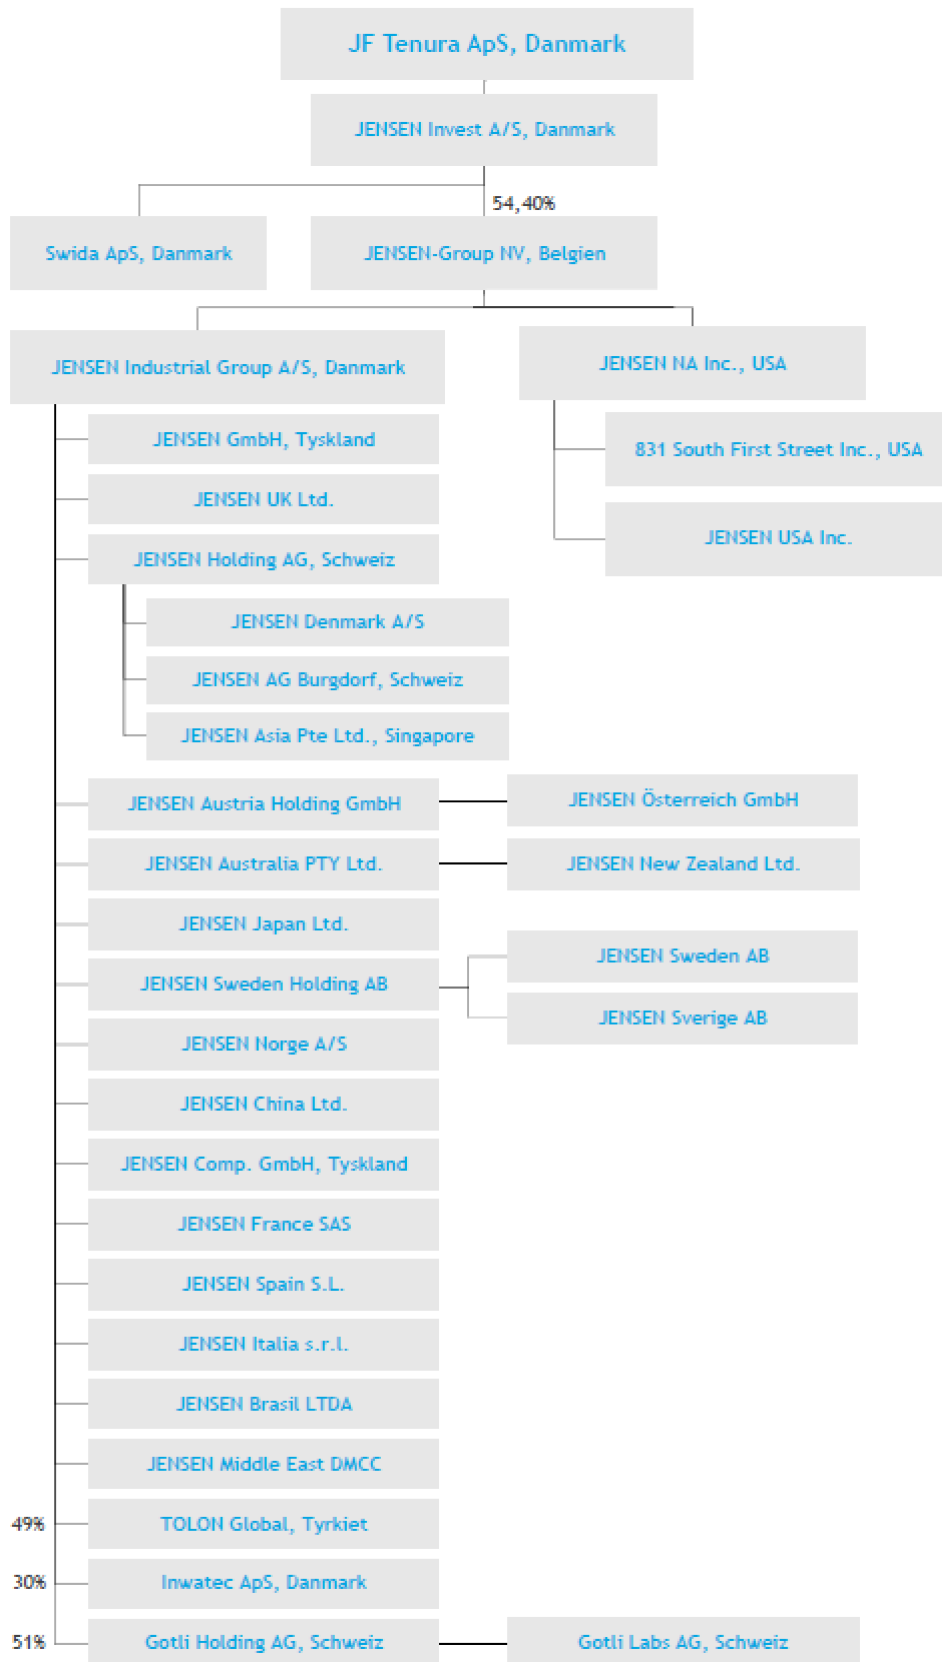 JF Tenura ApS, Danmark
JENSEN Invest A/S, Danmark
54,40%
Swida ApS, Danmark
JENSEN-Group NV, Belgien
JENSEN Industrial Group A/S, Danmark
JENSEN NA Inc., USA
831 South First Street Inc., USA
JENSEN USA Inc.
JENSEN GmbH, Tyskland
JENSEN UK Ltd.
JENSEN Holding AG, Schweiz
JENSEN Denmark A/S
JENSEN AG Burgdorf, Schweiz
JENSEN Asia Pte Ltd., Singapore
JENSEN Austria Holding GmbH
JENSEN Österreich GmbH
JENSEN Australia PTY Ltd.
JENSEN New Zealand Ltd.
JENSEN Japan Ltd.
JENSEN Sweden Holding AB
JENSEN Sweden AB
JENSEN Sverige AB
JENSEN Norge A/S
JENSEN China Ltd.
JENSEN Comp. GmbH, Tyskland
JENSEN France SAS
JENSEN Spain S.L.
JENSEN Italia s.r.l.
JENSEN Brasil LTDA
JENSEN Middle East DMCC
49%
TOLON Global, Tyrkiet
30%
Inwatec ApS, Danmark
51%
Gotli Holding AG, Schweiz
Gotli Labs AG, Schweiz